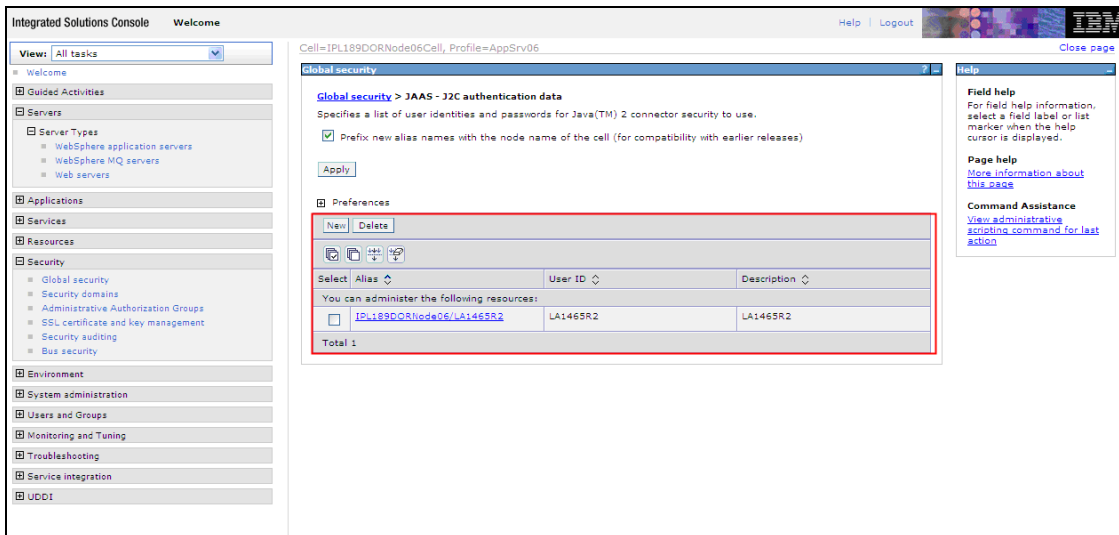 Integrated Solutions Console Welcome
Help | Logout
IBM
View: All tasks
Welcome
Guided Activities
Servers
Server Types
WebSphere application servers
WebSphere MQ servers
Web servers
Applications
Services
Resources
Security
Global security
Security domains
Administrative Authorization Groups
SSL certificate and key management
Security auditing
Bus security
Environment
System administration
Users and Groups
Monitoring and Tuning
Troubleshooting
Service integration
UDDI
Cell=IPL189DORNode06Cell, Profile=AppSrv06
Close page
Global security
?
Global security > JAAS - J2C authentication data
Specifies a list of user identities and passwords for Java(TM) 2 connector security to use.
Prefix new alias names with the node name of the cell (for compatibility with earlier releases)
Apply
Preferences
New Delete
Select Alias User ID Description
You can administer the following resources:
IPL189DORNode06/LA1465R2 LA1465R2 LA1465R2
Total 1
Help
Field help
For field help information,
select a field label or list
marker when the help
cursor is displayed.
Page help
More information about
this page
Command Assistance
View administrative
scripting command for last
action